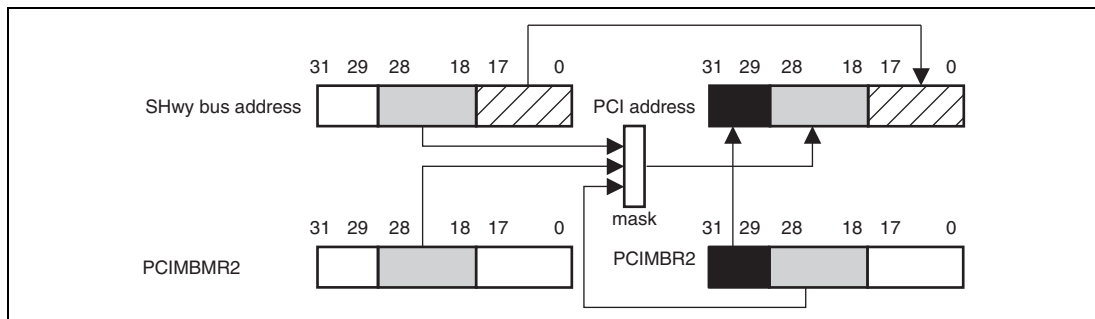 31 29 28 18 17 0
31 29 28 18 17 0
SHwy bus address
PCI address
mask
31 29 28 18 17 0
31 29 28 18 17 0
PCIMBMR2
PCIMBR2